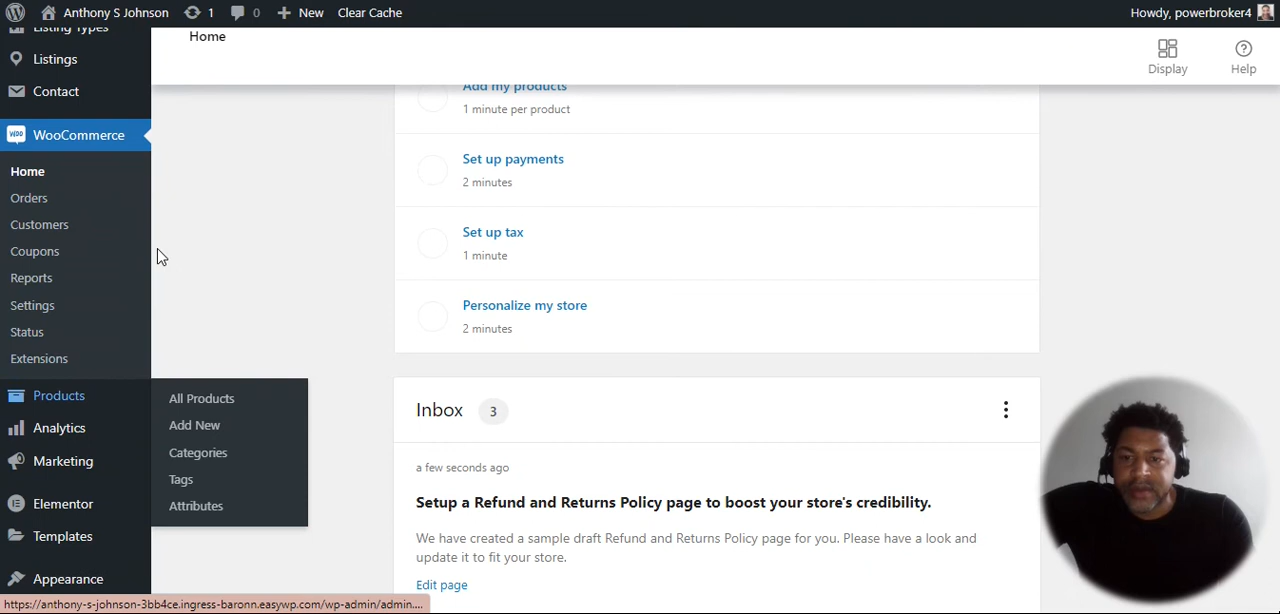 Anthony S Johnson 1 0 New Clear Cache Howdy, powerbroker4
Listing Types
Listings
Contact
WooCommerce
Home
Orders
Customers
Coupons
Reports
Settings
Status
Extensions
Products
Analytics
Marketing
Elementor
Templates
Appearance
All Products
Add New
Categories
Tags
Attributes
Home
Display
Help
Add my products
1 minute per product
Set up payments
2 minutes
Set up tax
1 minute
Personalize my store
2 minutes
Inbox 3
a few seconds ago
Setup a Refund and Returns Policy page to boost your store's credibility.
We have created a sample draft Refund and Returns Policy page for you. Please have a look and
update it to fit your store.
Edit page
https://anthony-s-johnson-3bb4ce.ingress-baronn.easywp.com/wp-admin/admin....